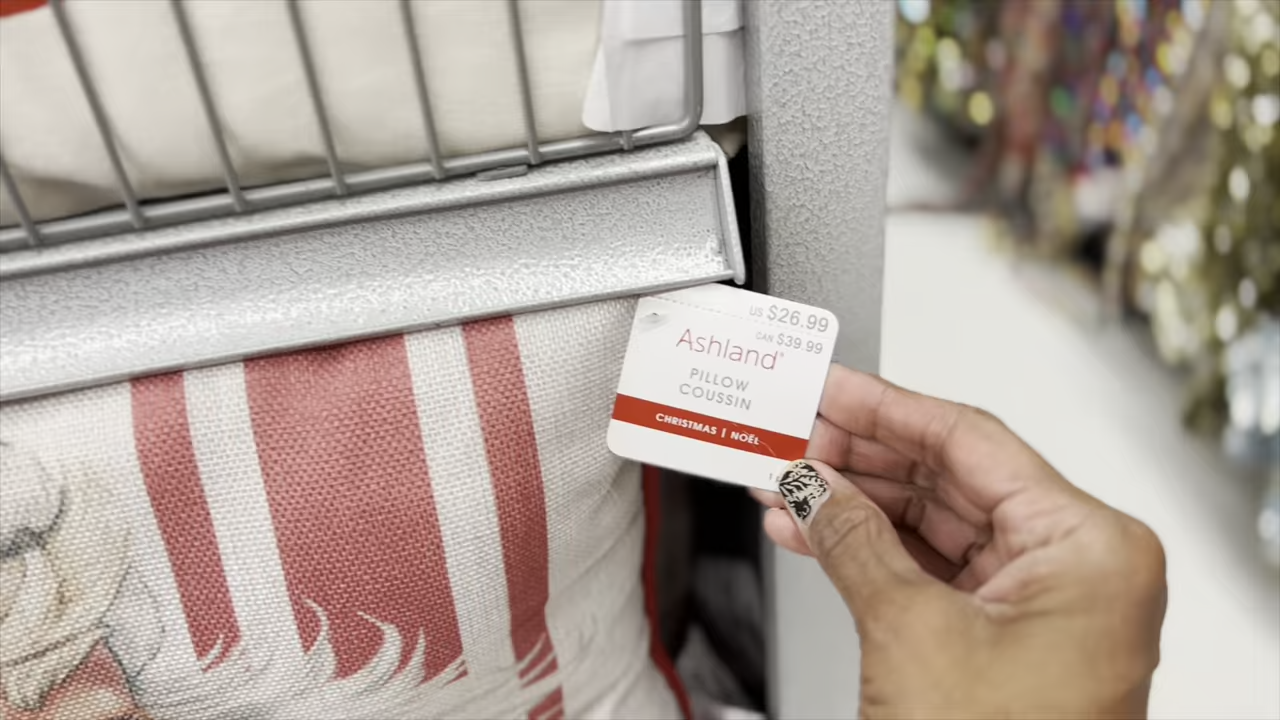 US $26.99
CAN $39.99
Ashland®
PILLOW
COUSSIN
CHRISTMAS | NOËL